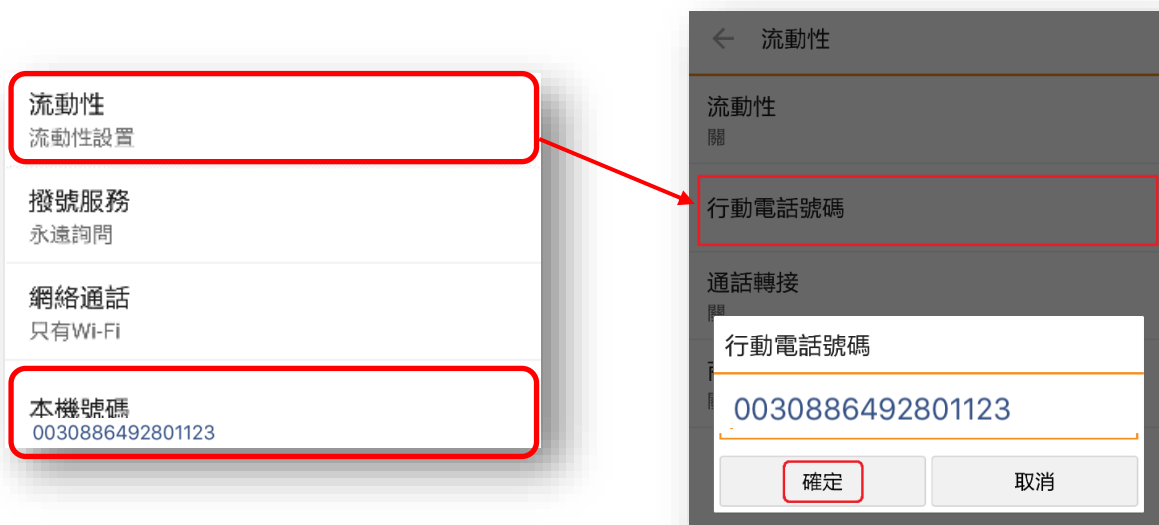 流動性
流動性設置
撥號服務
永遠詢問
網絡通話
只有Wi-Fi
本機號碼
0030886492801123
流動性
流動性
關
行動電話號碼
通話轉接
行動電話號碼
0030886492801123
確定
取消